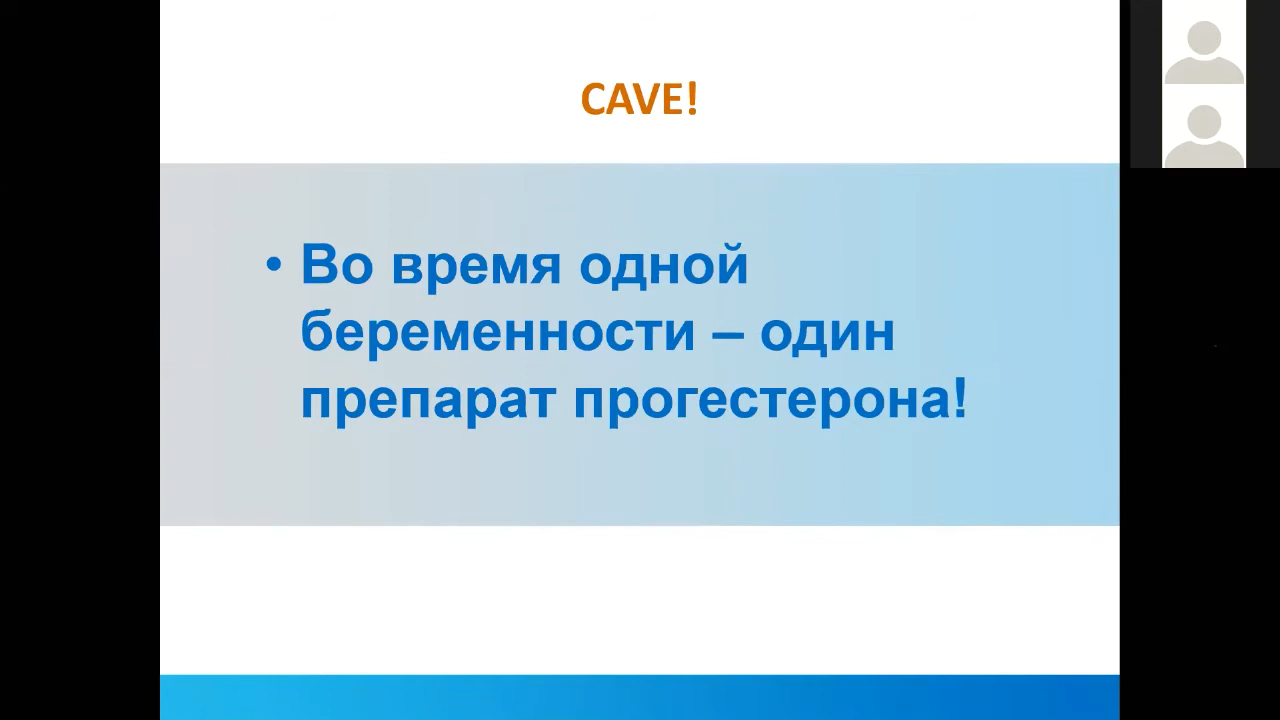 CAVE!
• Во время одной
беременности – один
препарат прогестерона!